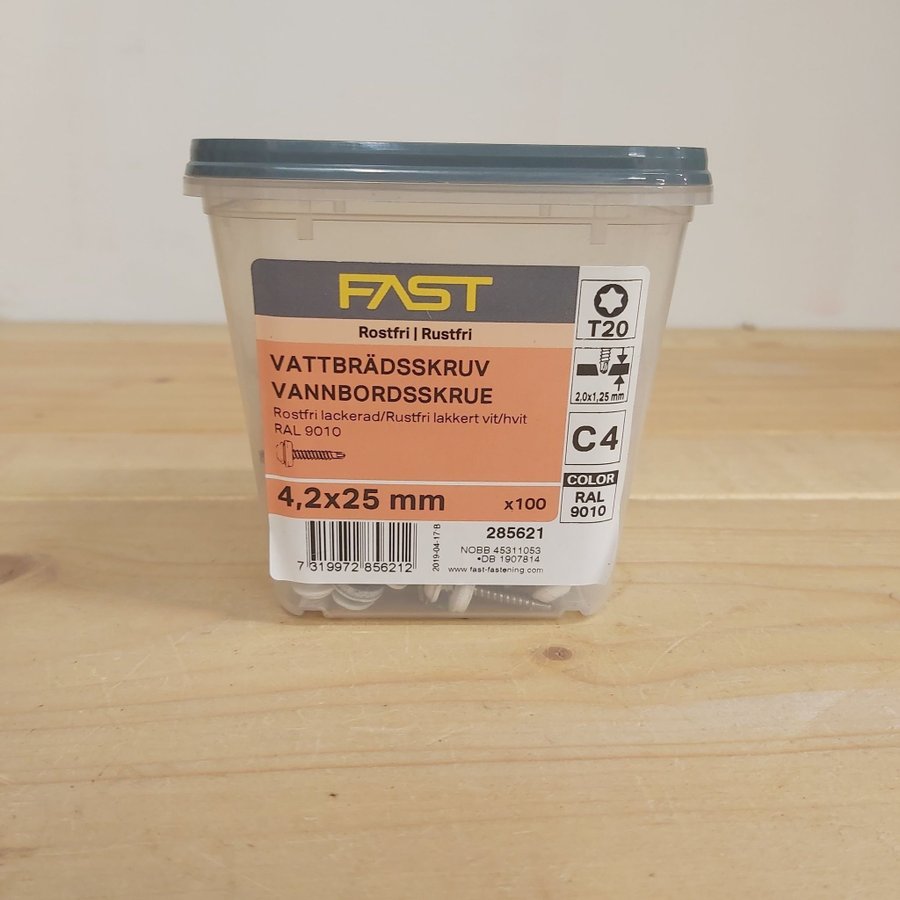 FAST
Rostfri | Rustfri
VATTBRÄDSSKRUV
VANNBORDSSKRUE
Rostfri lackerad/Rustfri lakkert vit/hvit
RAL 9010
4,2x25 mm
x100
T20
2,0x1,25 mm
C4
COLOR
RAL
9010
7 319972 856212
2019-04-17 B
285621
NOBB 45311053
•DB 1907814
www.fast-fastening.com